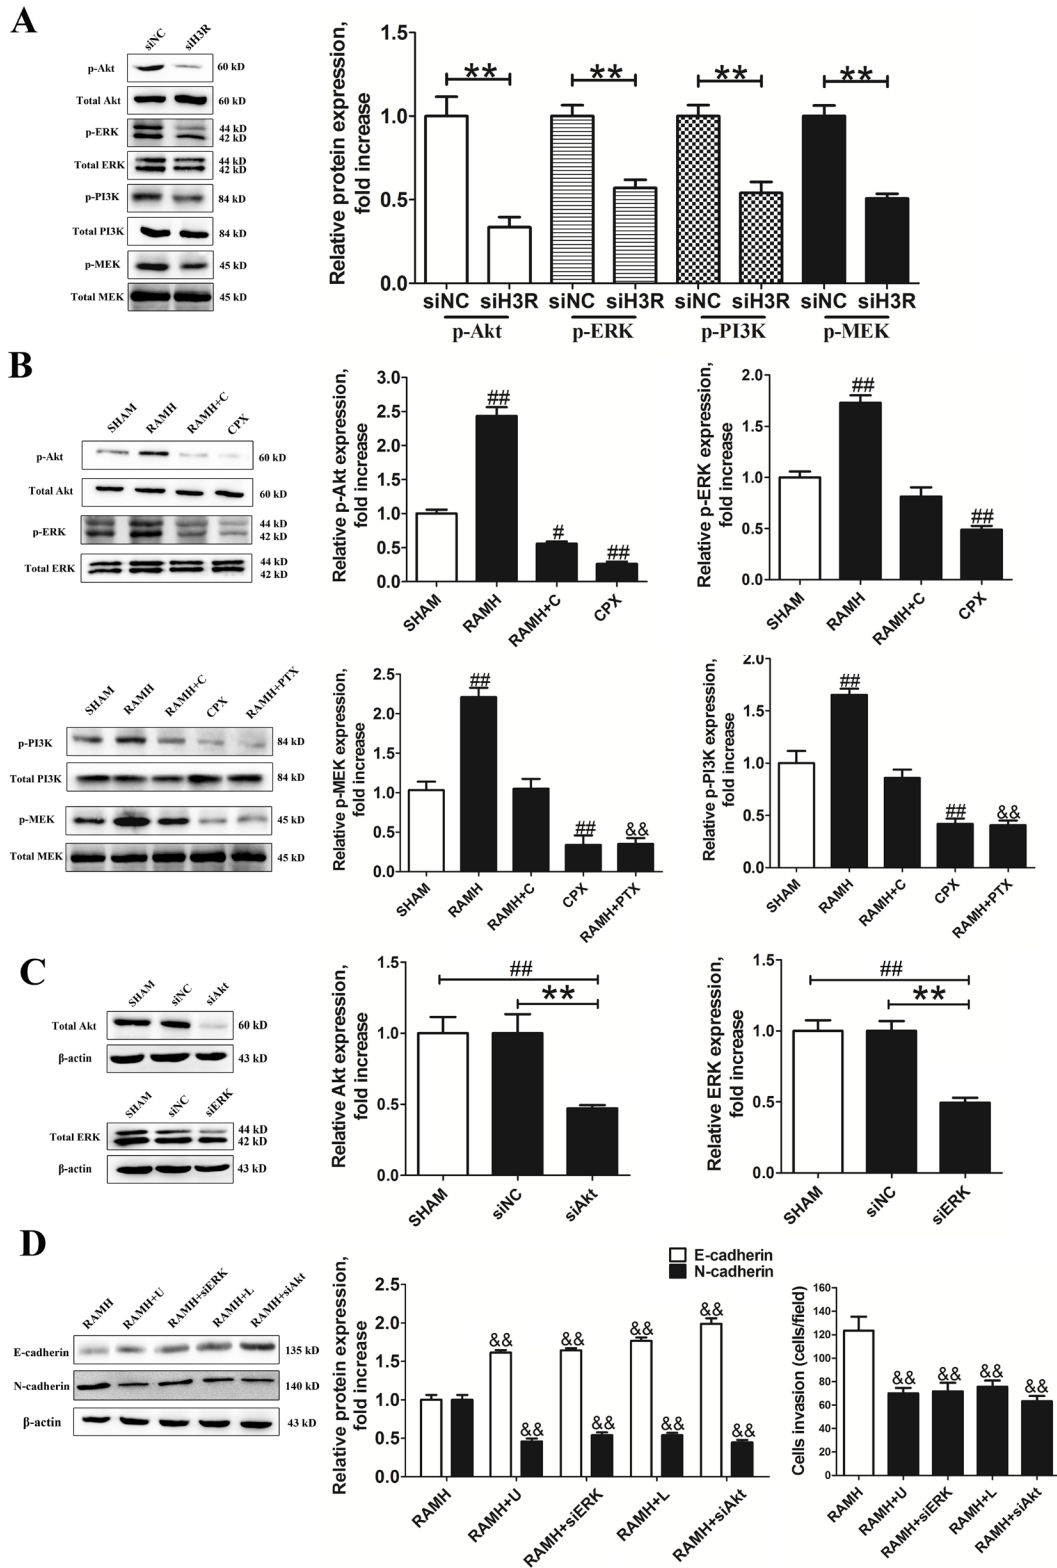 A
siNC siH3R
p-Akt 60 kD
Total Akt 60 kD
p-ERK 44 kD
42 kD
Total ERK 44 kD
42 kD
p-PI3K 84 kD
Total PI3K 84 kD
p-MEK 45 kD
Total MEK 45 kD
Relative protein expression,
fold increase
1.5
1.0
0.5
0.0
** ** ** **
siNC siH3R siNC siH3R siNC siH3R siNC siH3R
p-Akt p-ERK p-PI3K p-MEK
B
SHAM RAMH RAMH+C CPX
p-Akt 60 kD
Total Akt 60 kD
p-ERK 44 kD
42 kD
Total ERK 44 kD
42 kD
Relative p-Akt expression,
fold increase
3.0
2.5
2.0
1.5
1.0
0.5
0.0
## # ##
SHAM RAMH RAMH+C CPX
Relative p-ERK expression,
fold increase
2.0
1.5
1.0
0.5
0.0
## ##
SHAM RAMH RAMH+C CPX
SHAM RAMH RAMH+C CPX RAMH+PTX
p-PI3K 84 kD
Total PI3K 84 kD
p-MEK 45 kD
Total MEK 45 kD
Relative p-MEK expression,
fold increase
2.5
2.0
1.5
1.0
0.5
0.0
## ## &&
SHAM RAMH RAMH+C CPX RAMH+PTX
Relative p-PI3K expression,
fold increase
2.0
1.5
1.0
0.5
0.0
## ## &&
SHAM RAMH RAMH+C CPX RAMH+PTX
C
SHAM siNC siAkt
Total Akt 60 kD
β-actin 43 kD
SHAM siNC siERK
Total ERK 44 kD
42 kD
β-actin 43 kD
Relative Akt expression,
fold increase
1.5
1.0
0.5
0.0
##
**
SHAM siNC siAkt
Relative ERK expression,
fold increase
1.5
1.0
0.5
0.0
##
**
SHAM siNC siERK
D
RAMH RAMH+U RAMH+siERK RAMH+L RAMH+siAkt
E-cadherin 135 kD
N-cadherin 140 kD
β-actin 43 kD
E-cadherin
N-cadherin
Relative protein expression,
fold increase
2.5
2.0
1.5
1.0
0.5
0.0
&& && && &&
&& && && &&
RAMH RAMH+U RAMH+siERK RAMH+L RAMH+siAkt
Cells invasion (cells/field)
160
140
120
100
80
60
40
20
0
&& && && &&
RAMH RAMH+U RAMH+siERK RAMH+L RAMH+siAkt